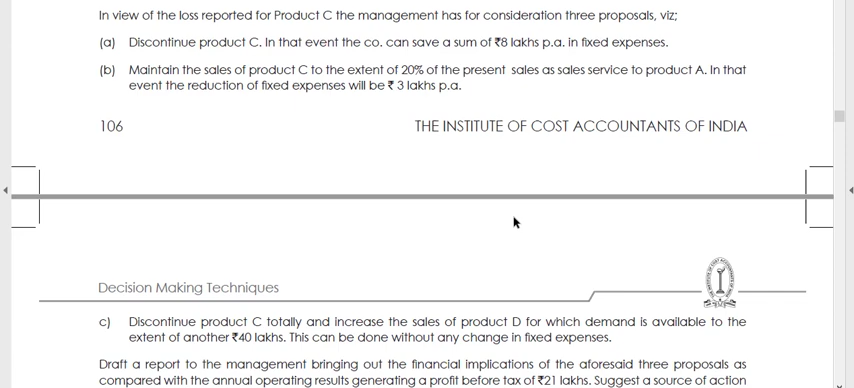 In view of the loss reported for Product C the management has for consideration three proposals, viz;
(a) Discontinue product C. In that event the co. can save a sum of ₹8 lakhs p.a. in fixed expenses.
(b) Maintain the sales of product C to the extent of 20% of the present sales as sales service to product A. In that
event the reduction of fixed expenses will be ₹ 3 lakhs p.a.
106 THE INSTITUTE OF COST ACCOUNTANTS OF INDIA
Decision Making Techniques
c) Discontinue product C totally and increase the sales of product D for which demand is available to the
extent of another ₹40 lakhs. This can be done without any change in fixed expenses.
Draft a report to the management bringing out the financial implications of the aforesaid three proposals as
compared with the annual operating results generating a profit before tax of ₹21 lakhs. Suggest a source of action